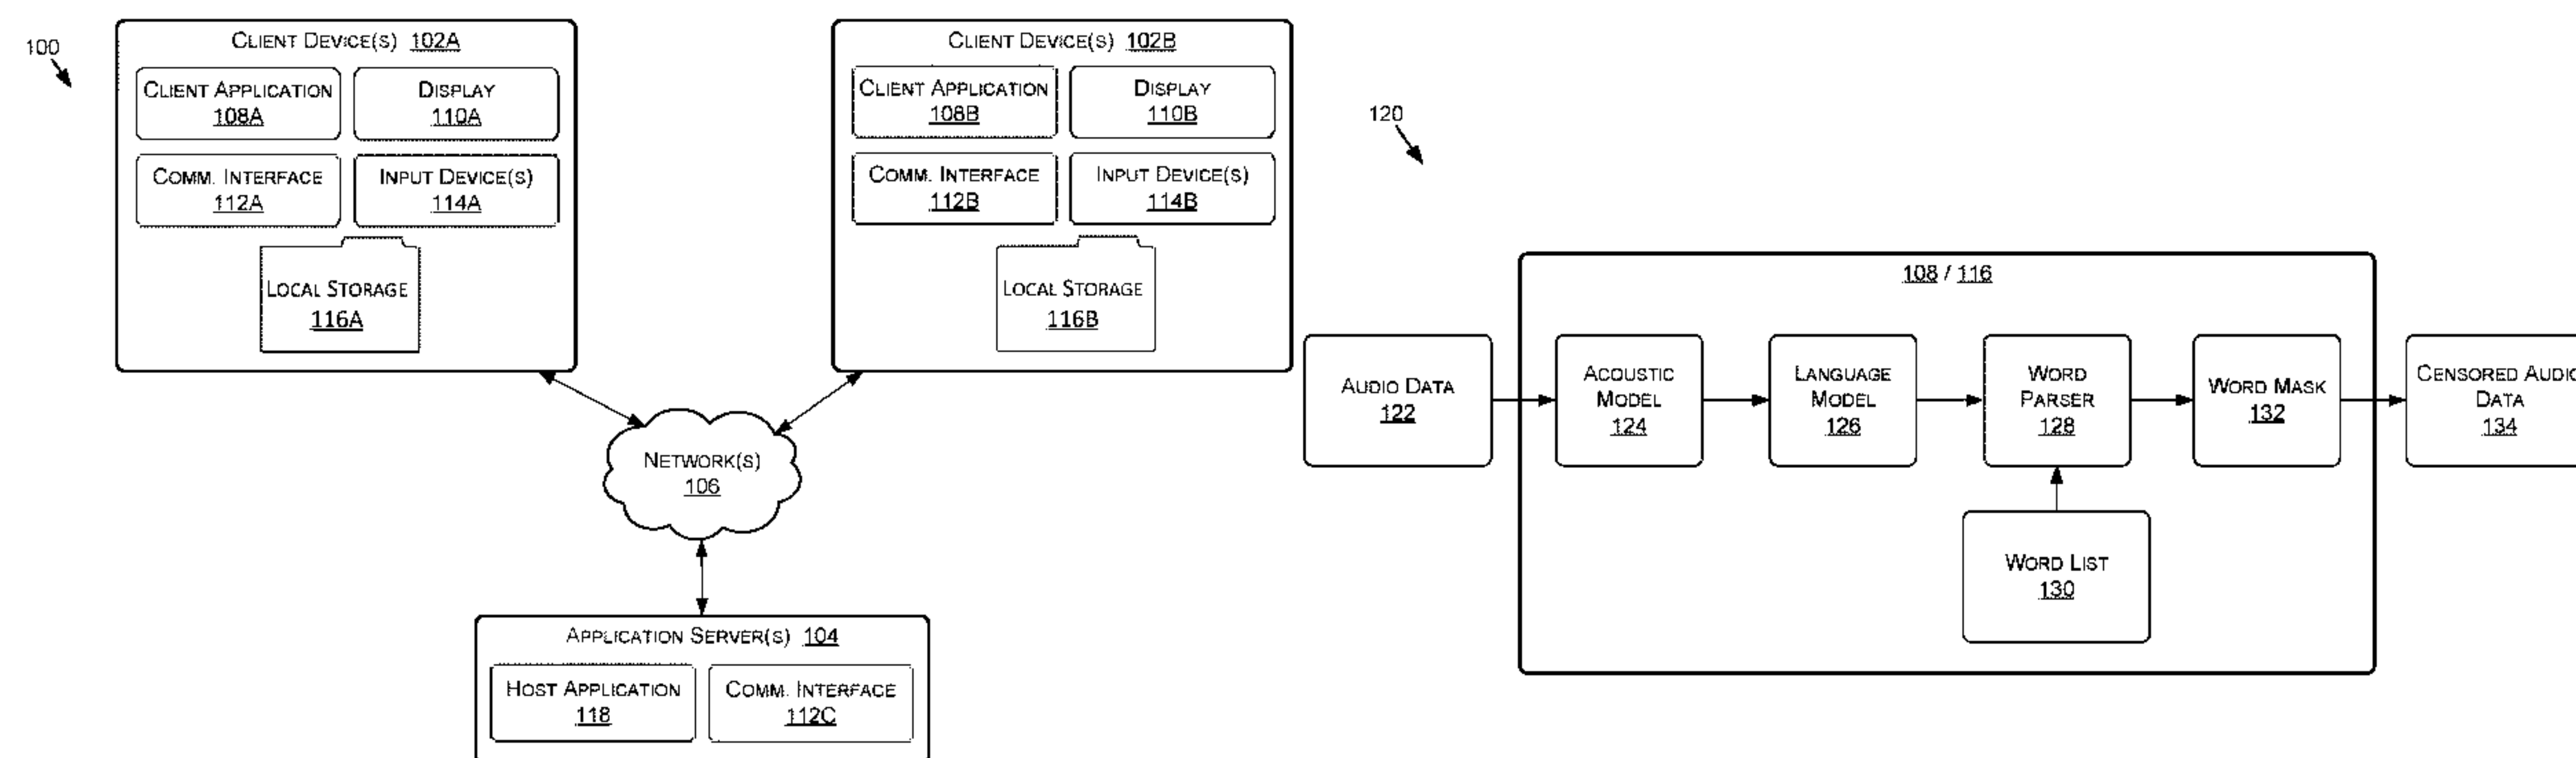 100
CLIENT DEVICE(S) 102A
CLIENT APPLICATION
108A
DISPLAY
110A
COMM. INTERFACE
112A
INPUT DEVICE(S)
114A
LOCAL STORAGE
116A
CLIENT DEVICE(S) 102B
CLIENT APPLICATION
108B
DISPLAY
110B
COMM. INTERFACE
112B
INPUT DEVICE(S)
114B
LOCAL STORAGE
116B
NETWORK(S)
106
APPLICATION SERVER(S) 104
HOST APPLICATION
118
COMM. INTERFACE
112C
120
108 / 116
AUDIO DATA
122
ACOUSTIC
MODEL
124
LANGUAGE
MODEL
126
WORD
PARSER
128
WORD MASK
132
CENSORED AUDIO
DATA
134
WORD LIST
130